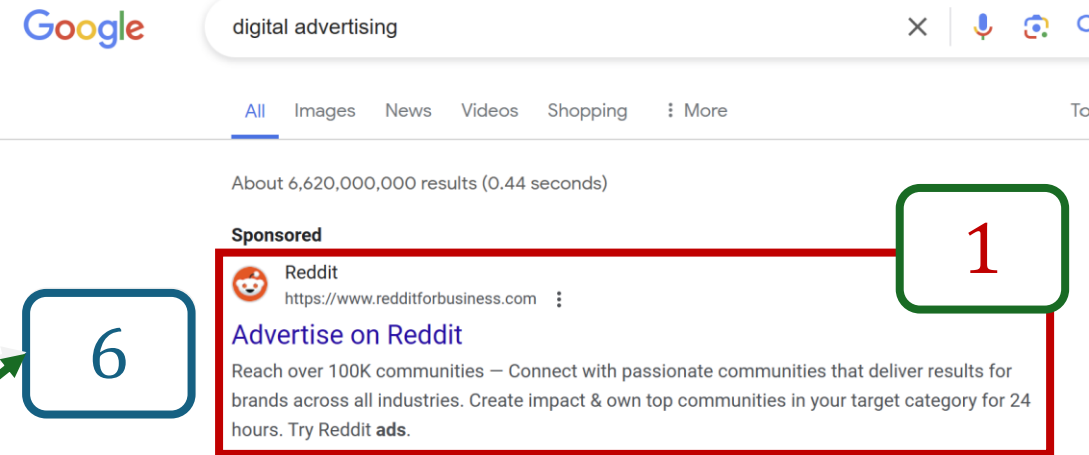 Google
digital advertising
All Images News Videos Shopping More
To
About 6,620,000,000 results (0.44 seconds)
Sponsored
1
Reddit
https://www.redditforbusiness.com
6
Advertise on Reddit
Reach over 100K communities — Connect with passionate communities that deliver results for
brands across all industries. Create impact & own top communities in your target category for 24
hours. Try Reddit ads.